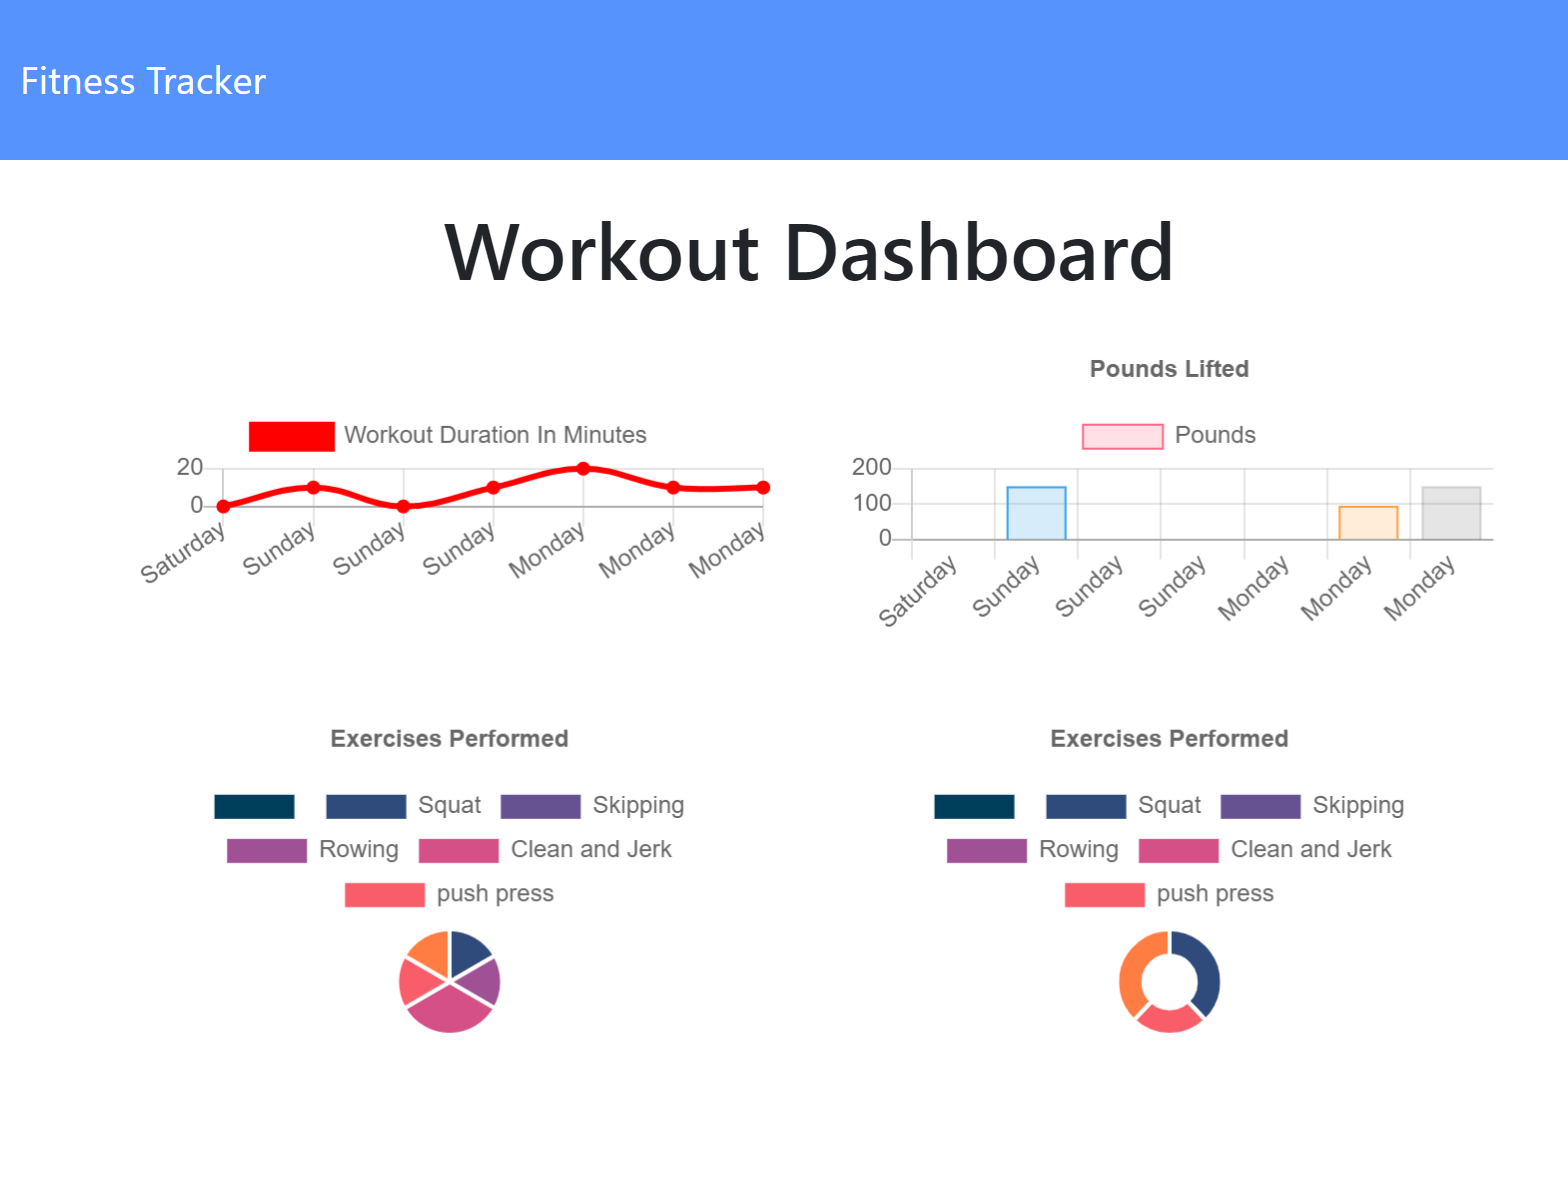 Fitness Tracker
Workout Dashboard
Workout Duration In Minutes
20
0
Saturday Sunday Sunday Sunday Monday Monday Monday
Pounds Lifted
Pounds
200
100
0
Saturday Sunday Sunday Sunday Monday Monday Monday
Exercises Performed
Squat Skipping
Rowing Clean and Jerk
push press
Exercises Performed
Squat Skipping
Rowing Clean and Jerk
push press